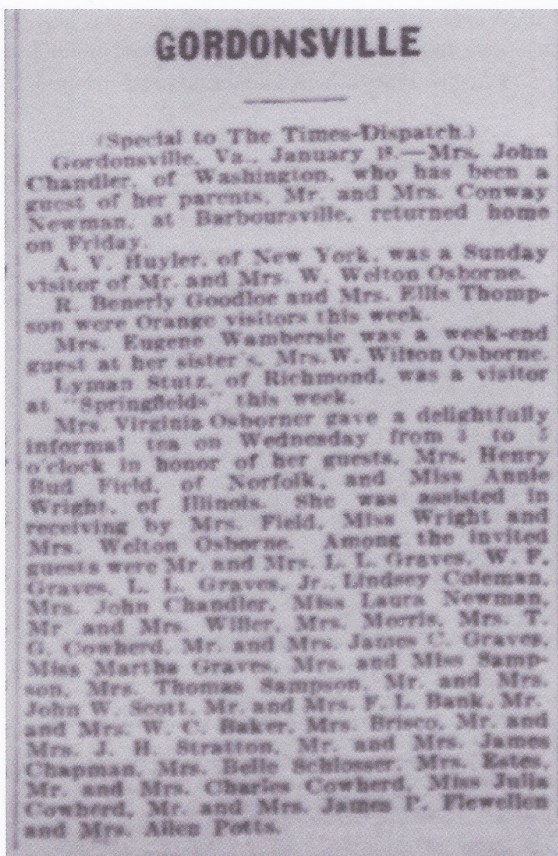 GORDONSVILLE
(Special to The Times-Dispatch.)
Gordonsville, Va., January 18.—Mrs. John
Chandler, of Washington, who has been a
guest of her parents, Mr. and Mrs. Conway
Newman, at Barboursville, returned home
on Friday.
A. V. Huyler, of New York, was a Sunday
visitor of Mr. and Mrs. W. Welton Osborne.
R. Benerly Goodloe and Mrs. Ellis Thomp-
son were Orange visitors this week.
Mrs. Eugene Wambersie was a week-end
guest at her sister's, Mrs. W. Wilton Osborne.
Lyman Stutz, of Richmond, was a visitor
at "Springfields" this week.
Mrs. Virginia Osborner gave a delightfully
informal tea on Wednesday from to
o'clock in honor of her guests, Mrs. Henry
Bud Field, of Norfolk, and Miss Annie
Wright, of Illinois. She was assisted in
receiving by Mrs. Field, Miss Wright and
Mrs. Welton Osborne. Among the invited
guests were Mr. and Mrs. L. L. Graves, W. F.
Graves, L. L. Graves, Jr., Lindsey Coleman,
Mrs. John Chandler, Miss Laura Newman,
Mr .and Mrs. Willer, Mrs. Morris, Mrs. T.
G. Cowherd, Mr. and Mrs. James C. Graves,
Miss Martha Graves, Mrs. and Miss Samp-
son, Mrs. Thomas Sampson, Mr. and Mrs.
John W. Scott, Mr. and Mrs. F. L. Bank, Mr.
and Mrs. W. C. Baker, Mrs. Brisco, Mr. and
Mrs. J. H. Stratton, Mr. and Mrs. James
Chapman, Mrs. Belle Schlosser, Mrs. Estes,
Mr. and Mrs. Charles Cowherd, Miss Julia
Cowherd, Mr. and Mrs. James P. Flewellen
and Mrs. Allen Potts.